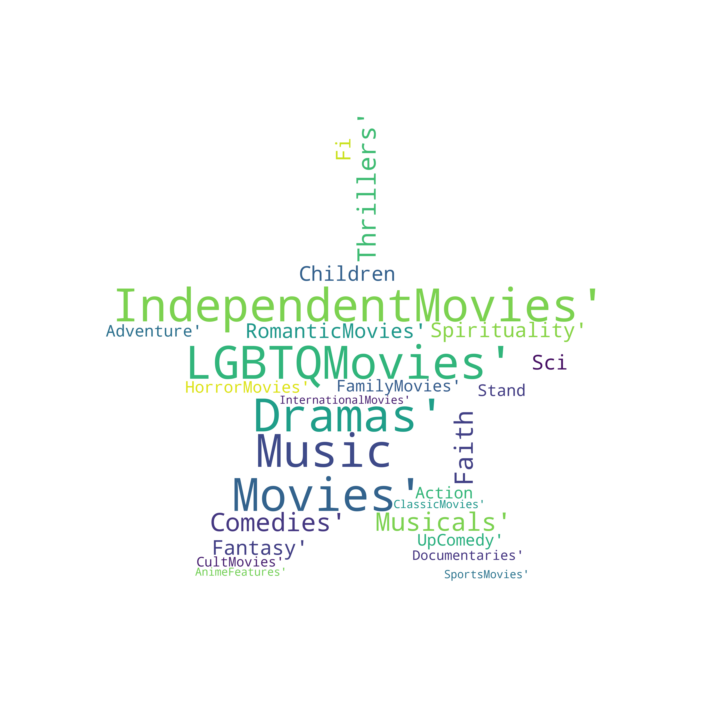 Fi
Thrillers'
Children
IndependentMovies'
Adventure' RomanticMovies' Spirituality'
LGBTQMovies' Sci
HorrorMovies' FamilyMovies' Stand
InternationalMovies'
Dramas'
Faith
Music
Movies' Action
ClassicMovies'
Comedies' Musicals'
UpComedy'
Fantasy' Documentaries'
CultMovies'
AnimeFeatures' SportsMovies'